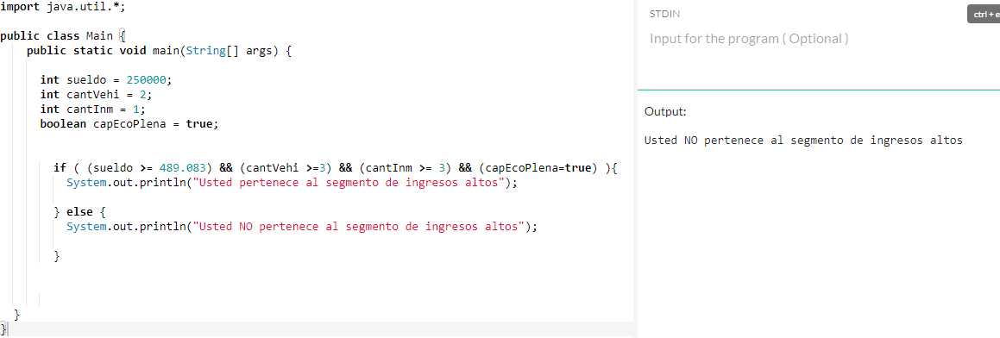 import java.util.*;
public class Main {
public static void main(String[] args) {
int sueldo = 250000;
int cantVehi = 2;
int cantInm = 1;
boolean capEcoPlena = true;
if ( (sueldo >= 489.083) && (cantVehi >=3) && (cantInm >= 3) && (capEcoPlena=true) ){
System.out.println("Usted pertenece al segmento de ingresos altos");
} else {
System.out.println("Usted NO pertenece al segmento de ingresos altos");
}
}
}
STDIN
ctrl+e
Input for the program ( Optional )
Output:
Usted NO pertenece al segmento de ingresos altos